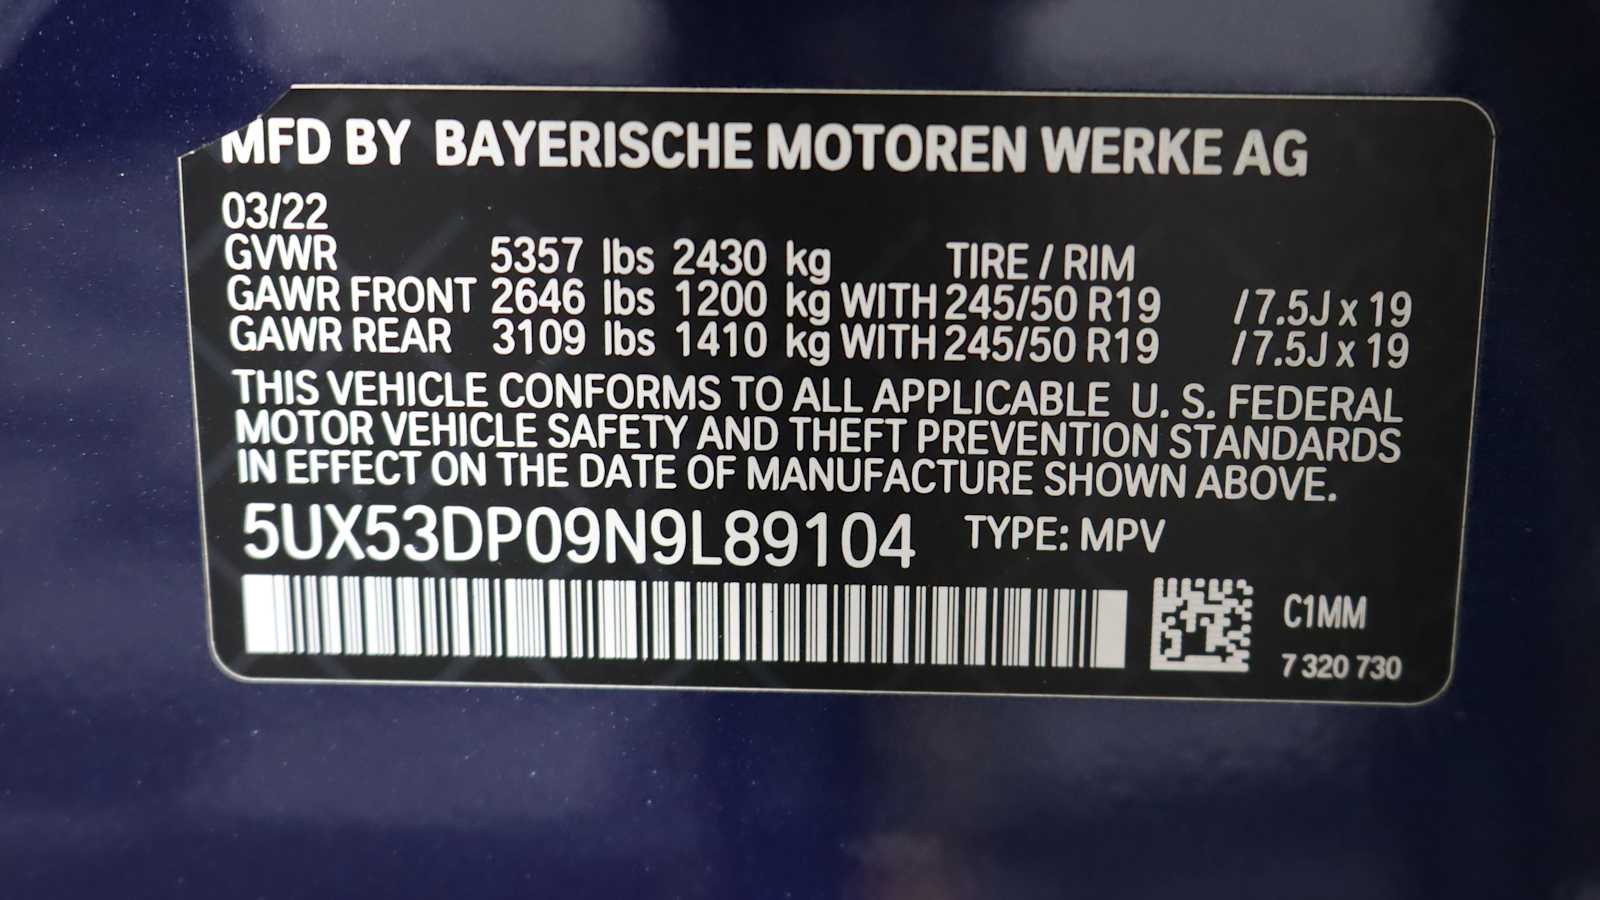 MFD BY BAYERISCHE MOTOREN WERKE AG
03/22
GVWR 5357 lbs 2430 kg TIRE / RIM
GAWR FRONT 2646 lbs 1200 kg WITH 245/50 R19 / 7.5J x 19
GAWR REAR 3109 lbs 1410 kg WITH 245/50 R19 / 7.5J x 19
THIS VEHICLE CONFORMS TO ALL APPLICABLE U. S. FEDERAL
MOTOR VEHICLE SAFETY AND THEFT PREVENTION STANDARDS
IN EFFECT ON THE DATE OF MANUFACTURE SHOWN ABOVE.
5UX53DP09N9L89104 TYPE: MPV
C1MM
7 320 730